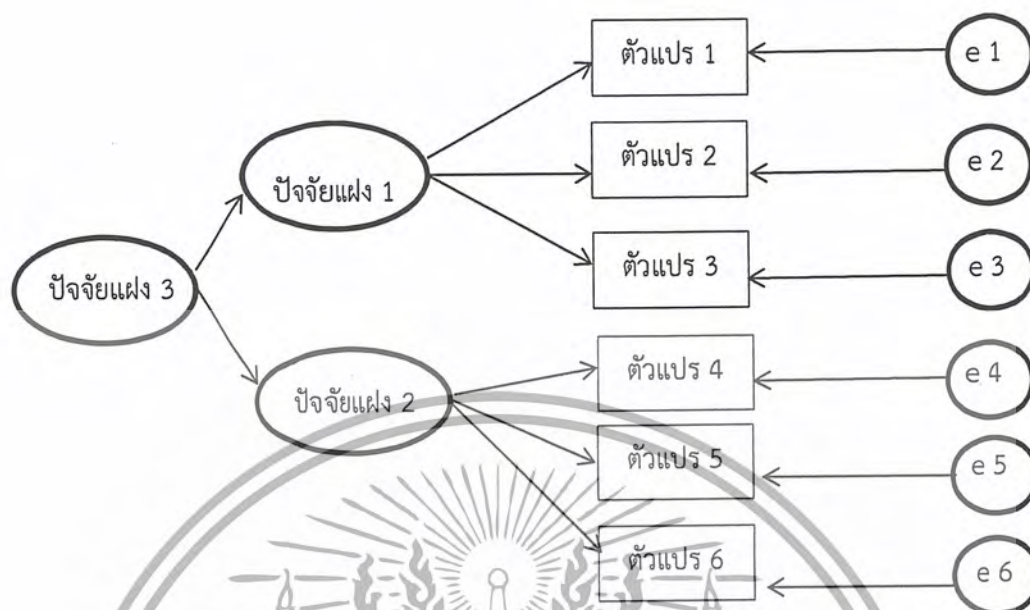 ตัวแปร 1
e 1
ตัวแปร 2
e 2
ปัจจัยแฝง 1
ตัวแปร 3
e 3
ปัจจัยแฝง 3
ตัวแปร 4
e 4
ปัจจัยแฝง 2
ตัวแปร 5
e 5
ตัวแปร 6
e 6